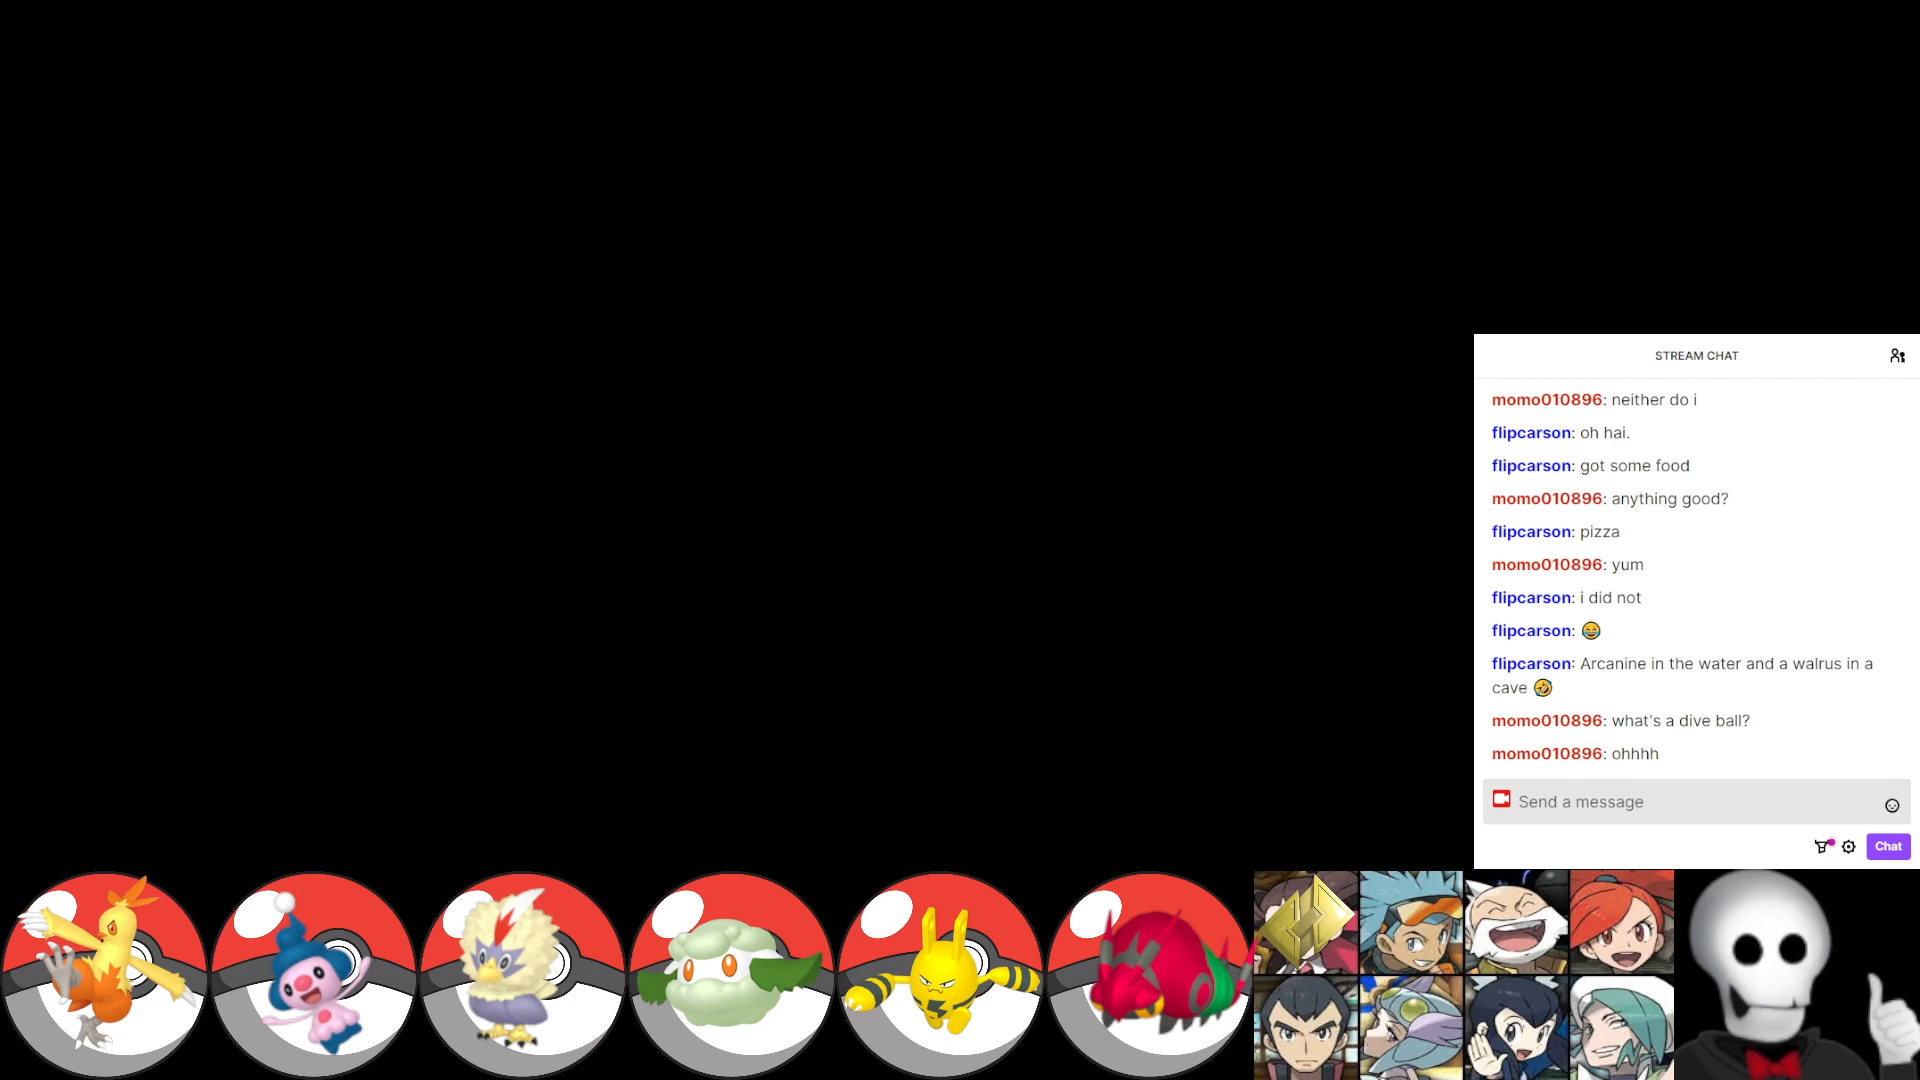 STREAM CHAT
momo010896: neither do i
flipcarson: oh hai.
flipcarson: got some food
momo010896: anything good?
flipcarson: pizza
momo010896: yum
flipcarson: i did not
flipcarson: 😂
flipcarson: Arcanine in the water and a walrus in a
cave 🤣
momo010896: what's a dive ball?
momo010896: ohhhh
Send a message
Chat